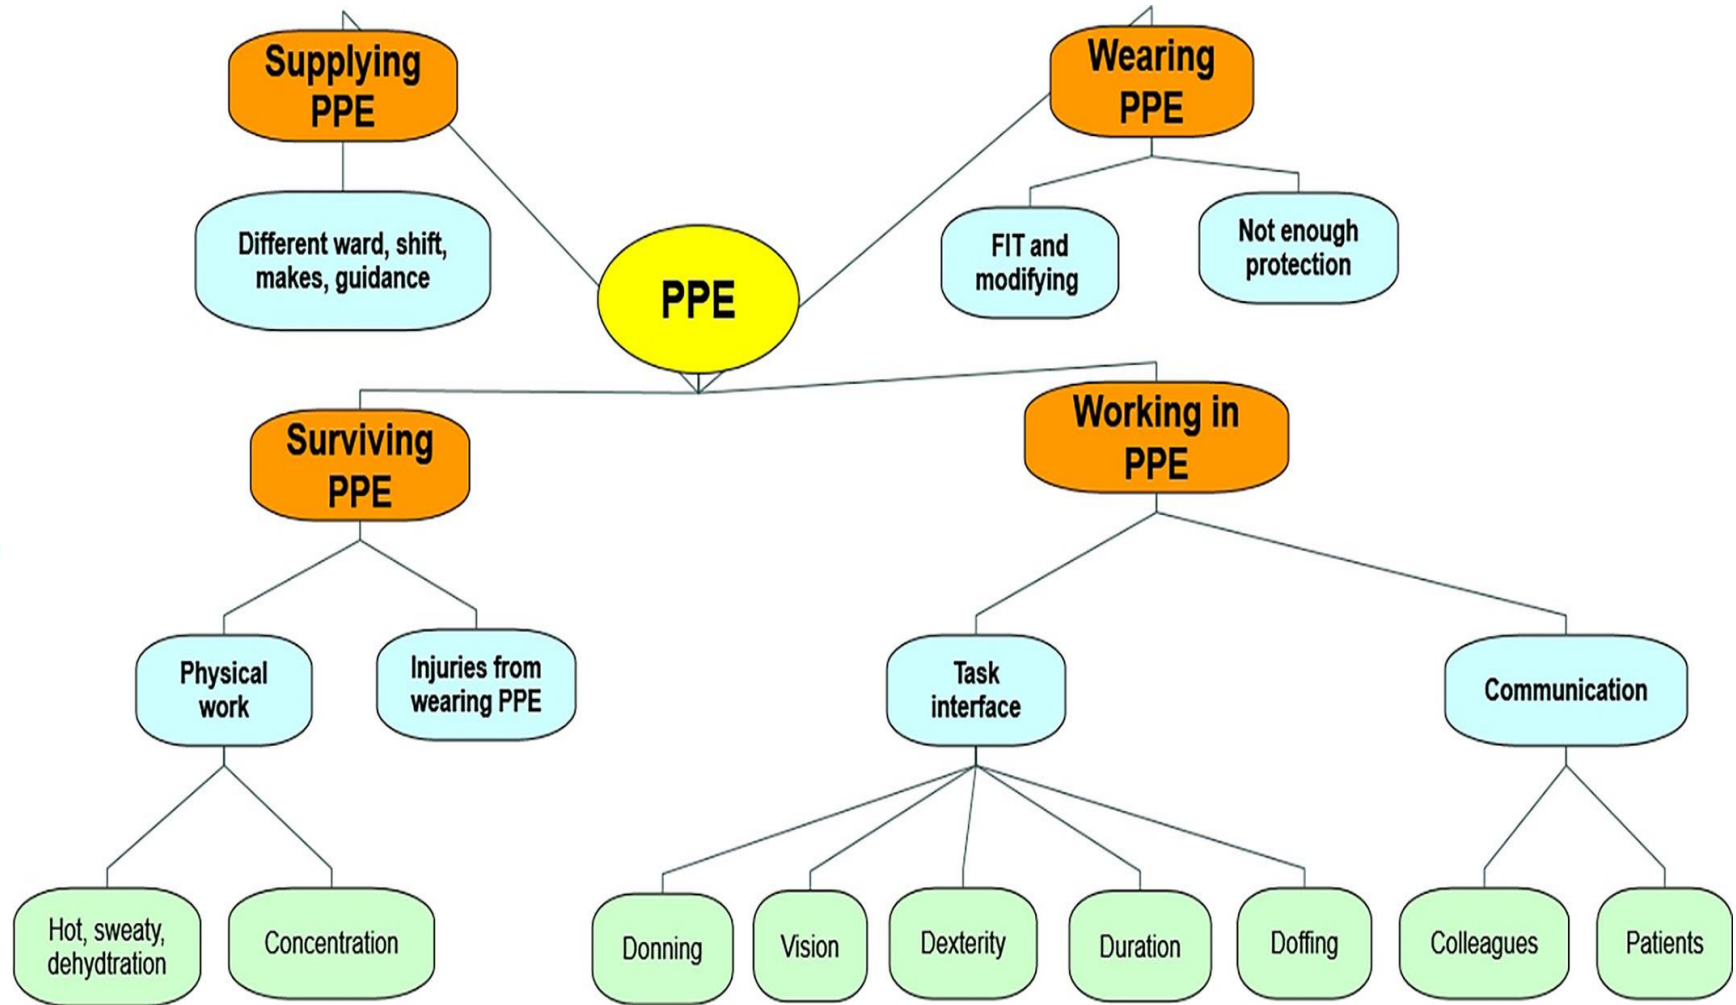 Supplying
PPE
Wearing
PPE
Different ward, shift,
makes, guidance
PPE
FIT and
modifying
Not enough
protection
Surviving
PPE
Working in
PPE
Physical
work
Injuries from
wearing PPE
Task
interface
Communication
Hot, sweaty,
dehydtration
Concentration
Donning
Vision
Dexterity
Duration
Doffing
Colleagues
Patients